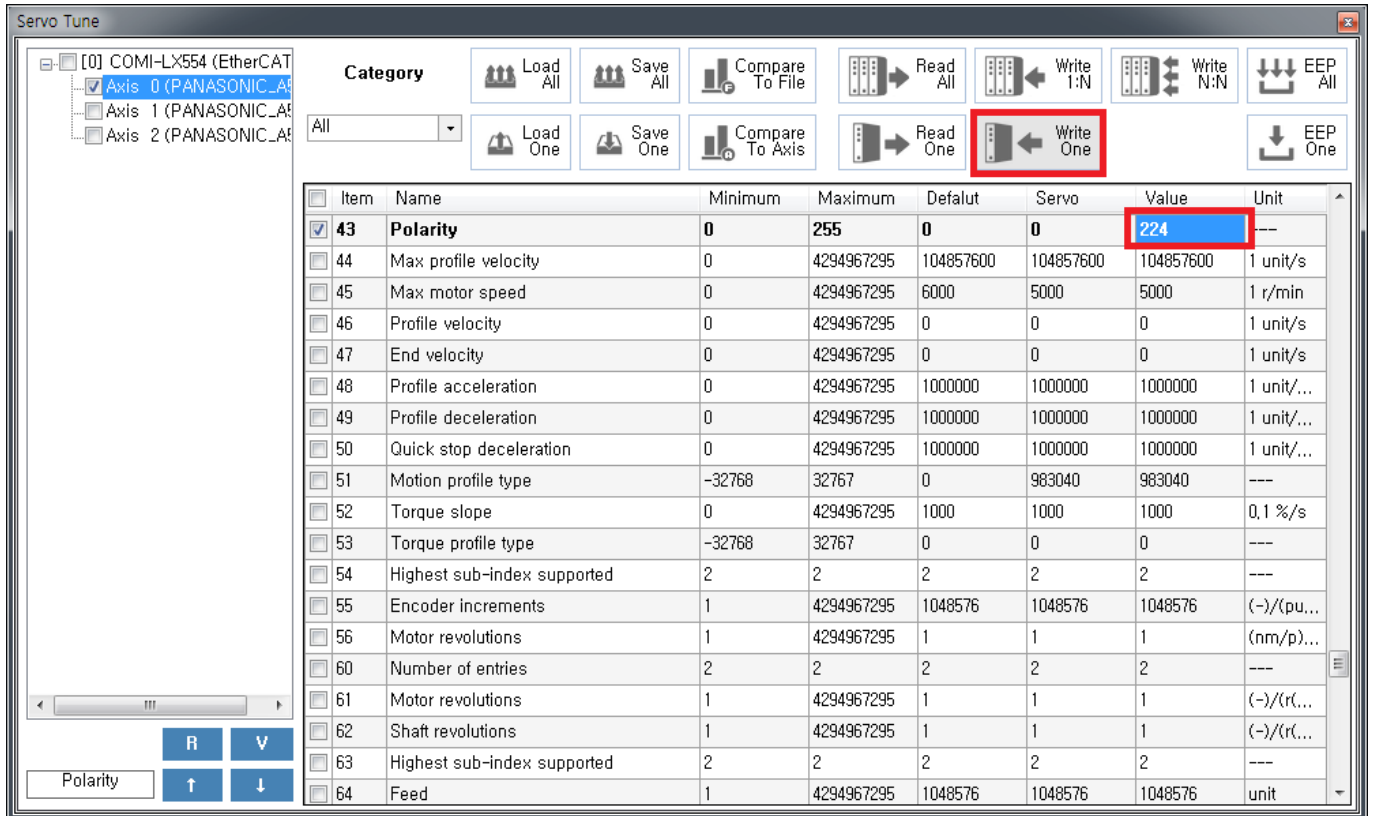 Servo Tune
[0] COMI-LX554 (EtherCAT
Axis 0 (PANASONIC_A5
Axis 1 (PANASONIC_A5
Axis 2 (PANASONIC_A5
Category
All
Load All
Save All
Compare To File
Read All
Write 1:N
Write N:N
EEP All
Load One
Save One
Compare To Axis
Read One
Write One
EEP One
Item Name Minimum Maximum Defalut Servo Value Unit
43 Polarity 0 255 0 0 224 ---
44 Max profile velocity 0 4294967295 104857600 104857600 104857600 1 unit/s
45 Max motor speed 0 4294967295 6000 5000 5000 1 r/min
46 Profile velocity 0 4294967295 0 0 0 1 unit/s
47 End velocity 0 4294967295 0 0 0 1 unit/s
48 Profile acceleration 0 4294967295 1000000 1000000 1000000 1 unit/...
49 Profile deceleration 0 4294967295 1000000 1000000 1000000 1 unit/...
50 Quick stop deceleration 0 4294967295 1000000 1000000 1000000 1 unit/...
51 Motion profile type -32768 32767 0 983040 983040 ---
52 Torque slope 0 4294967295 1000 1000 1000 0.1 %/s
53 Torque profile type -32768 32767 0 0 0 ---
54 Highest sub-index supported 2 2 2 2 2 ---
55 Encoder increments 1 4294967295 1048576 1048576 1048576 (-)/(pu...
56 Motor revolutions 1 4294967295 1 1 1 (nm/p)...
60 Number of entries 2 2 2 2 2 ---
61 Motor revolutions 1 4294967295 1 1 1 (-)/(r(...
62 Shaft revolutions 1 4294967295 1 1 1 (-)/(r(...
63 Highest sub-index supported 2 2 2 2 2 ---
64 Feed 1 4294967295 1048576 1048576 1048576 unit
R V
Polarity ↑ ↓